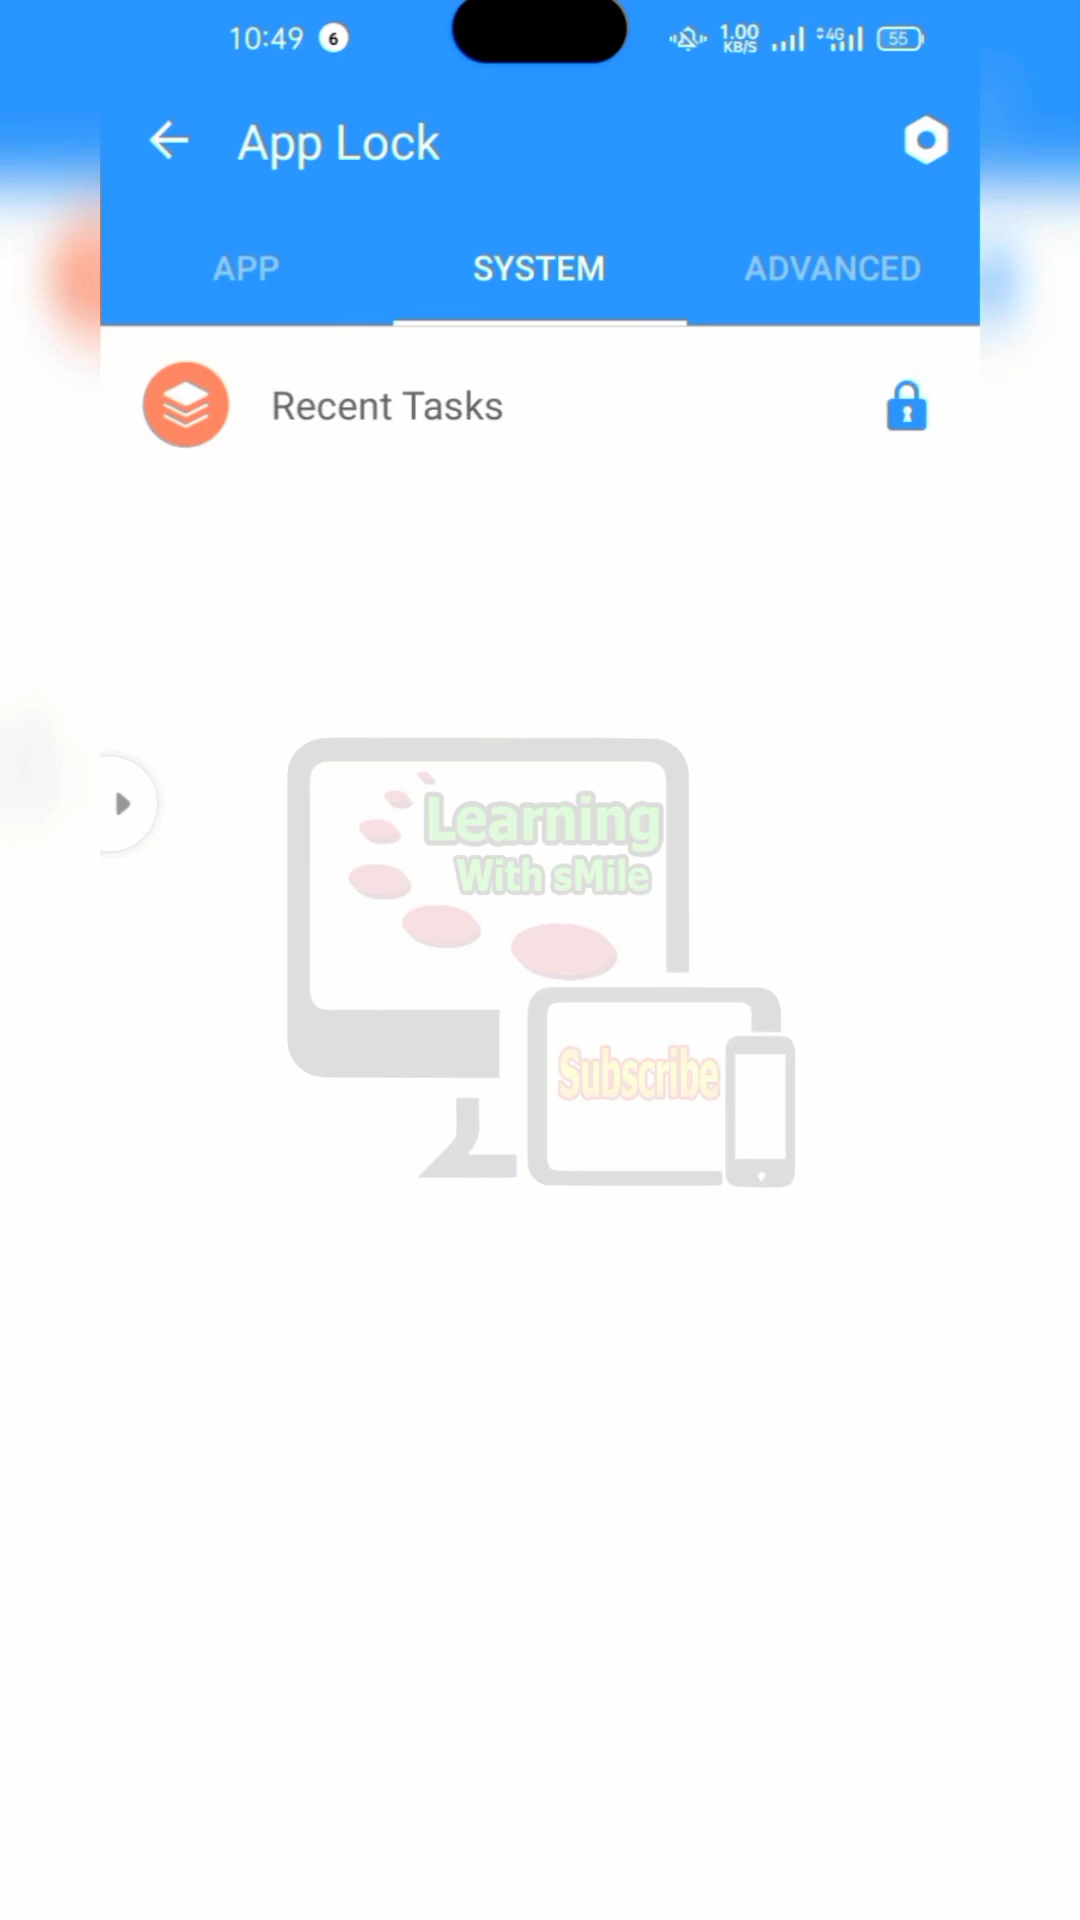 10:49 6 1.00 KB/S 4G 55
App Lock
APP SYSTEM ADVANCED
Recent Tasks
Learning
With sMile
Subscribe